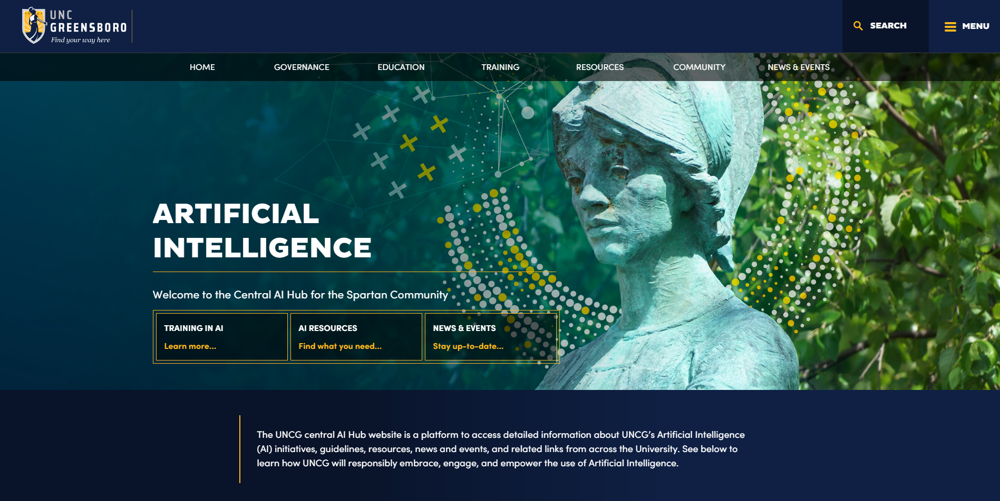 UNC
GREENSBORO
Find your way here
SEARCH
MENU
HOME
GOVERNANCE
EDUCATION
TRAINING
RESOURCES
COMMUNITY
NEWS & EVENTS
ARTIFICIAL
INTELLIGENCE
Welcome to the Central AI Hub for the Spartan Community
TRAINING IN AI
Learn more...
AI RESOURCES
Find what you need...
NEWS & EVENTS
Stay up-to-date...
The UNCG central AI Hub website is a platform to access detailed information about UNCG’s Artificial Intelligence
(AI) initiatives, guidelines, resources, news and events, and related links from across the University. See below to
learn how UNCG will responsibly embrace, engage, and empower the use of Artificial Intelligence.